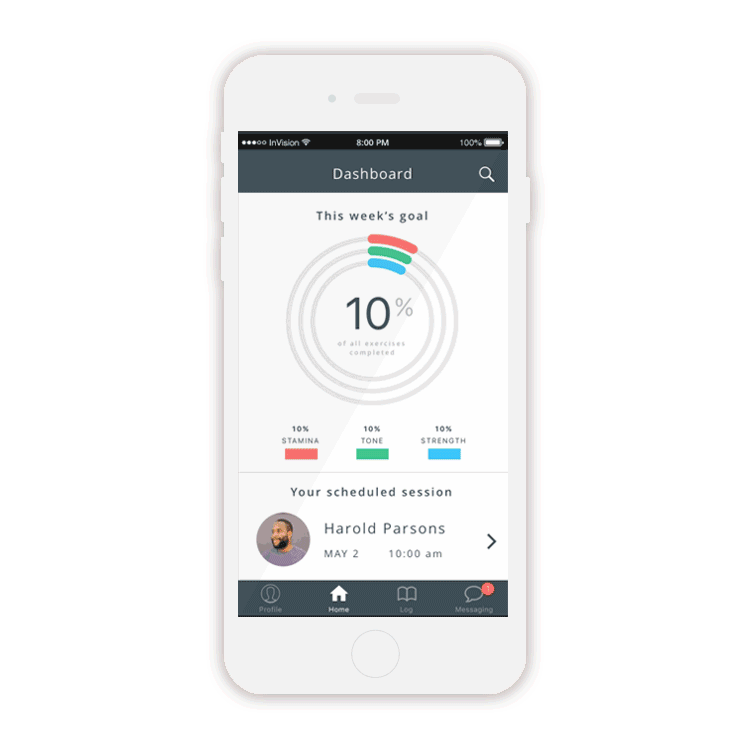 InVision 8:00 PM 100%
Dashboard
This week's goal
10%
of all exercises
completed
10% 10% 10%
STAMINA TONE STRENGTH
Your scheduled session
Harold Parsons
MAY 2 10:00 am
1
Profile Home Log Messaging